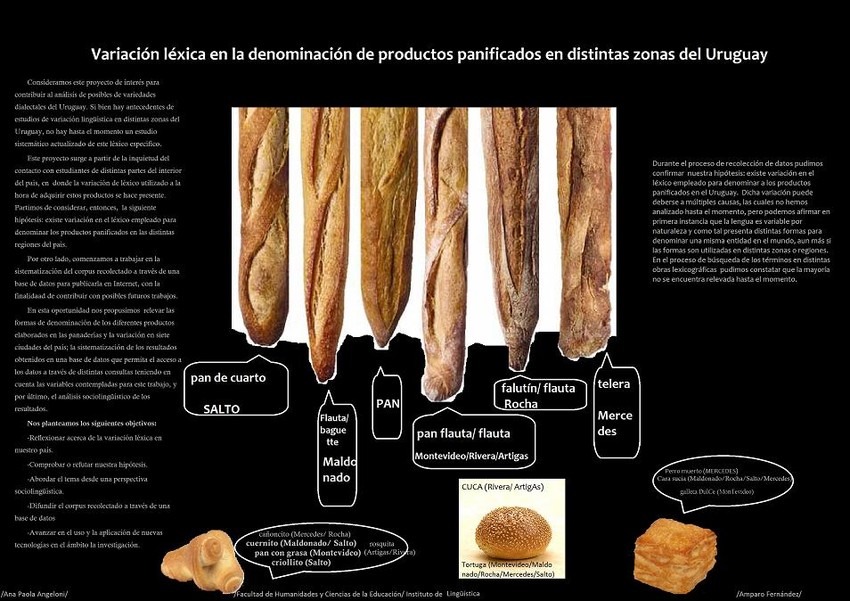 Variación léxica en la denominación de productos panificados en distintas zonas del Uruguay
Consideramos este proyecto de interés para
contribuir al análisis de posibles de variedades
dialectales del Uruguay. Si bien hay antecedentes de
estudios de variación lingüística en distintas zonas del
Uruguay, no hay hasta el momento un estudio
sistemático actualizado de este léxico específico.
Este proyecto surge a partir de la inquietud del
contacto con estudiantes de distintas partes del interior
del país, en donde la variación de léxico utilizado a la
hora de adquirir estos productos se hace presente.
Partimos de considerar, entonces, la siguiente
hipótesis: existe variación en el léxico empleado para
denominar los productos panificados en las distintas
regiones del país.
Por otro lado, comenzamos a trabajar en la
sistematización del corpus recolectado a través de una
base de datos para publicarla en Internet, con la
finalidaad de contribuir con posibles futuros trabajos.
En esta oportunidad nos propusimos relevar las
formas de denominación de los diferentes productos
elaborados en las panaderías y la variación en siete
ciudades del país; la sistematización de los resultados
obtenidos en una base de datos que permita el acceso a
los datos a través de distintas consultas teniendo en
cuenta las variables contempladas para este trabajo, y
por último, el análisis sociolingüístico de los
resultados.
Nos planteamos los siguientes objetivos:
-Reflexionar acerca de la variación léxica en
nuestro país.
-Comprobar o refutar nuestra hipótesis.
-Abordar el tema desde una perspectiva
sociolingüística.
-Difundir el corpus recolectado a través de una
base de datos
-Avanzar en el uso y la aplicación de nuevas
tecnologías en el ámbito la investigación.
Durante el proceso de recolección de datos pudimos
confirmar nuestra hipótesis: existe variación en el
léxico empleado para denominar a los productos
panificados en el Uruguay. Dicha variación puede
deberse a múltiples causas, las cuales no hemos
analizado hasta el momento, pero podemos afirmar en
primera instancia que la lengua es variable por
naturaleza y como tal presenta distintas formas para
denominar una misma entidad en el mundo, aun más si
las formas son utilizadas en distintas zonas o regiones.
En el proceso de búsqueda de los términos en distintas
obras lexicográficas pudimos constatar que la mayoría
no se encuentra relevada hasta el momento.
pan de cuarto
SALTO
Flauta/
bague
tte
Maldo
nado
PAN
pan flauta/ flauta
Montevideo/Rivera/Artigas
falutín/ flauta
Rocha
telera
Merce
des
cañoncito (Mercedes/ Rocha)
cuernito (Maldonado/ Salto)
pan con grasa (Montevideo)
criollito (Salto)
rosquita
(Artigas/Rivera)
CUCA (Rivera/ ArtigAs)
Tortuga (Montevideo/Maldo
nado/Rocha/Mercedes/Salto)
Perro muerto (MERCEDES)
Cara sucia (Maldonado/Rocha/Salto/Mercedes)
galleta DulCe (MonTevideo)
/Ana Paola Angeloni/
/Facultad de Humanidades y Ciencias de la Educación/ Instituto de Lingüística
/Amparo Fernández/